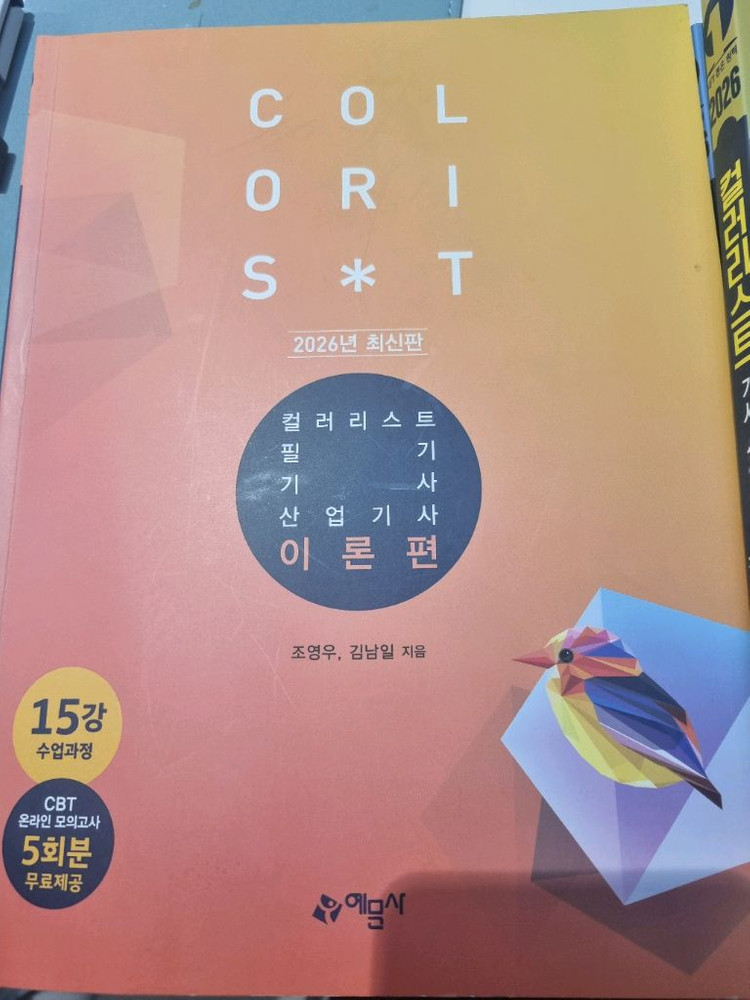 C O L
O R I
S * T
2026년 최신판
컬러리스트
필기
기사
산업기사
이론편
조영우, 김남일 지음
15강
수업과정
CBT
온라인 모의고사
5회분
무료제공
예문사
2026
컬러리스트